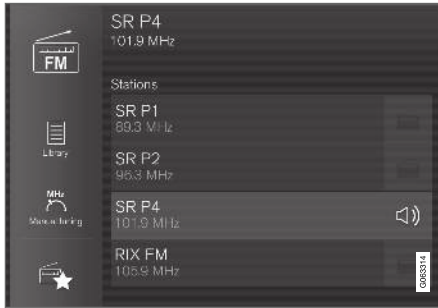 FM
SR P4
101.9 MHz
Stations
SR P1
89.3 MHz
SR P2
96.3 MHz
SR P4
101.9 MHz
RIX FM
105.9 MHz
Library
MHz
Manual tuning
G063314